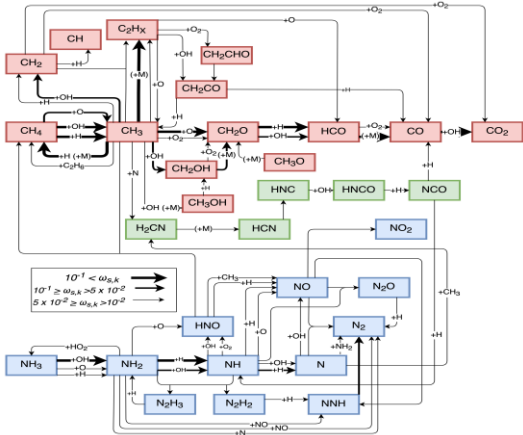 +O₂
+O₂
CH
C₂Hₓ
+O
+OH
+O₂
CH₂CHO
CH₂
+H
(+M)
+OH
CH₂CO
+H
+O
+H
+OH
+H
CH₄
+O
+OH
+H
CH₃
+O
+O₂
CH₂O
+H
+OH
HCO
+O₂
(+M)
CO
+OH
CO₂
+H (+M)
+C₂H₆
+OH
+O₂
(+M)
(+M)
CH₂OH
CH₃O
+H
+N
+OH (+M)
CH₃OH
+H
HNC
+OH
HNCO
+H
NCO
H₂CN
(+M)
HCN
NO₂
10⁻¹ < ωₛ,ₖ
10⁻¹ ≥ ωₛ,ₖ >5 x 10⁻²
5 x 10⁻² ≥ ωₛ,ₖ >10⁻²
+CH₃
+H
NO
N₂O
+CH₃
+O
HNO
+H
+O
+OH
N₂
+H
+H
+HO₂
+OH
+O₂
+NH₂
NH₃
+OH
+O
+H
NH₂
+H
+OH
NH
+OH
+H
N
+H
N₂H₃
N₂H₂
+H
NNH
+NO
+NO
+N